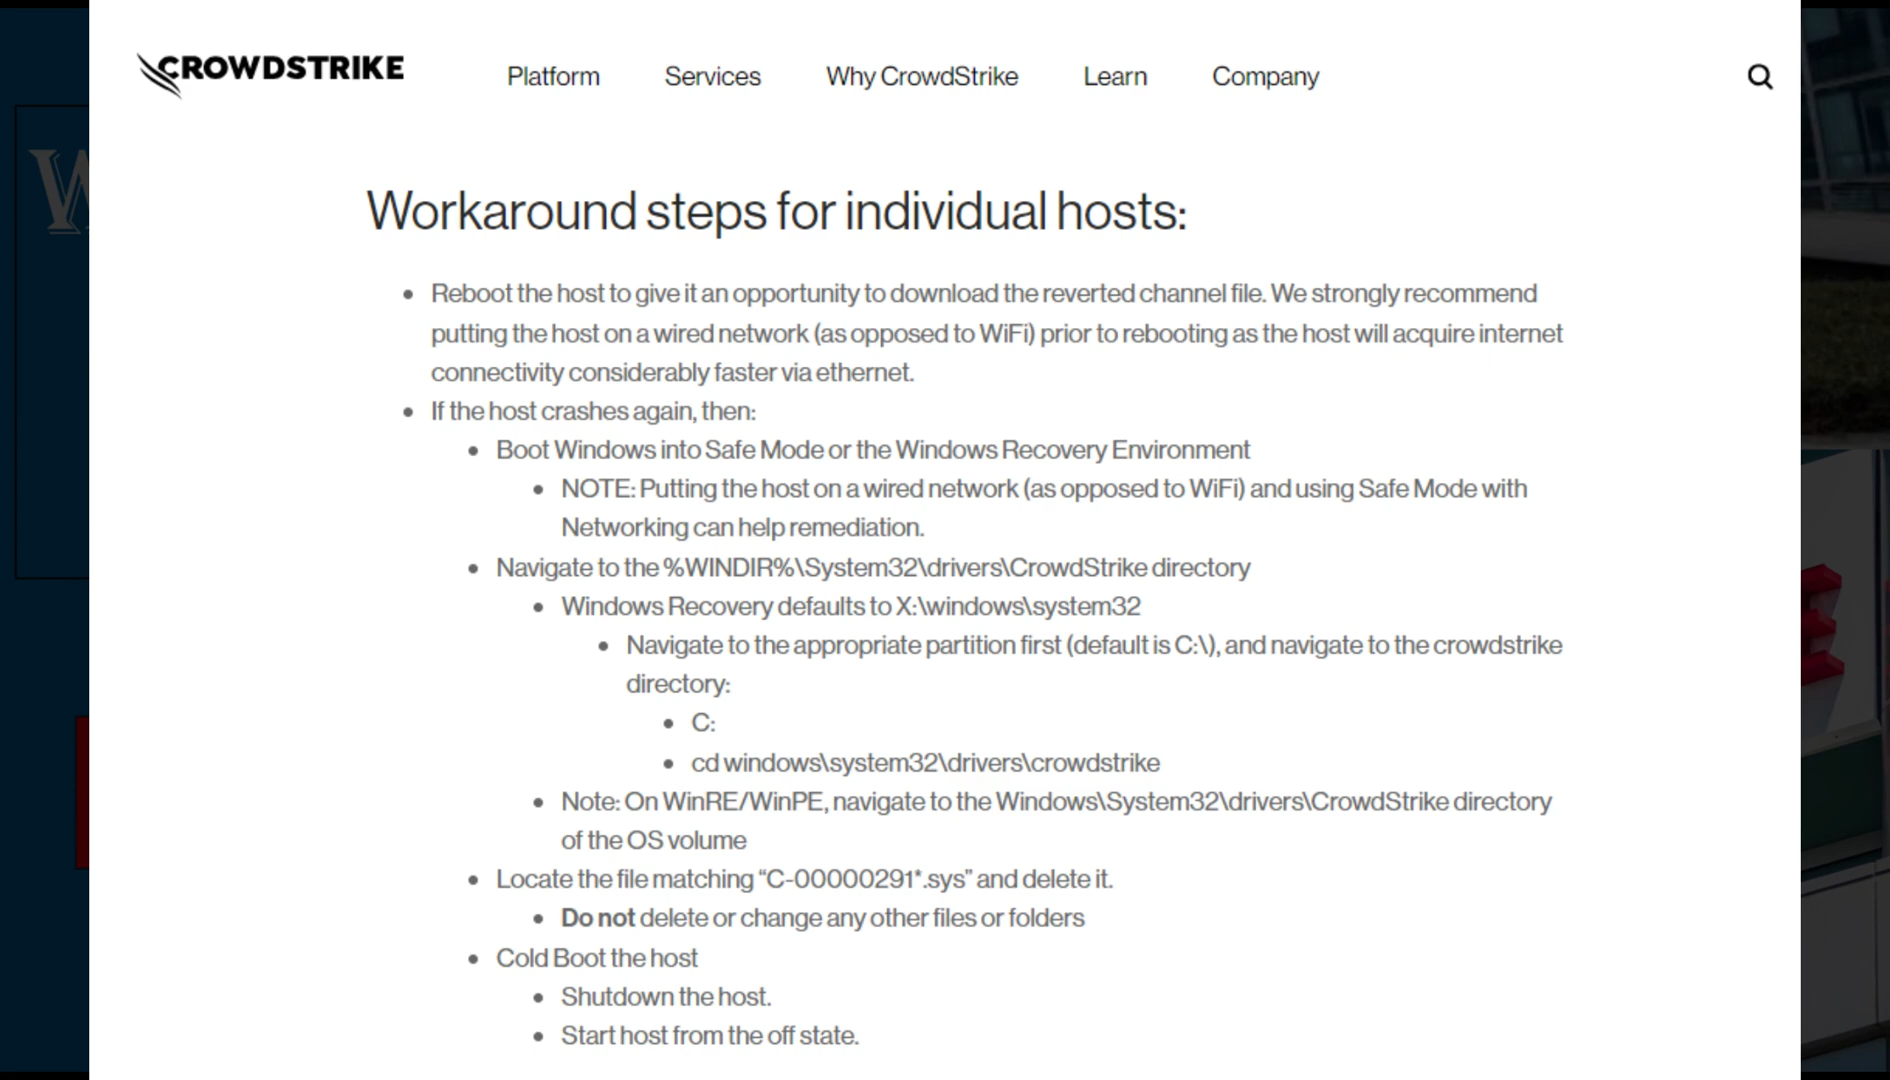 CROWDSTRIKE
Platform
Services
Why CrowdStrike
Learn
Company
Workaround steps for individual hosts:
Reboot the host to give it an opportunity to download the reverted channel file. We strongly recommend
putting the host on a wired network (as opposed to WiFi) prior to rebooting as the host will acquire internet
connectivity considerably faster via ethernet.
If the host crashes again, then:
Boot Windows into Safe Mode or the Windows Recovery Environment
NOTE: Putting the host on a wired network (as opposed to WiFi) and using Safe Mode with
Networking can help remediation.
Navigate to the %WINDIR%\System32\drivers\CrowdStrike directory
Windows Recovery defaults to X:\windows\system32
Navigate to the appropriate partition first (default is C:\), and navigate to the crowdstrike
directory:
C:
cd windows\system32\drivers\crowdstrike
Note: On WinRE/WinPE, navigate to the Windows\System32\drivers\CrowdStrike directory
of the OS volume
Locate the file matching “C-00000291*.sys” and delete it.
Do not delete or change any other files or folders
Cold Boot the host
Shutdown the host.
Start host from the off state.